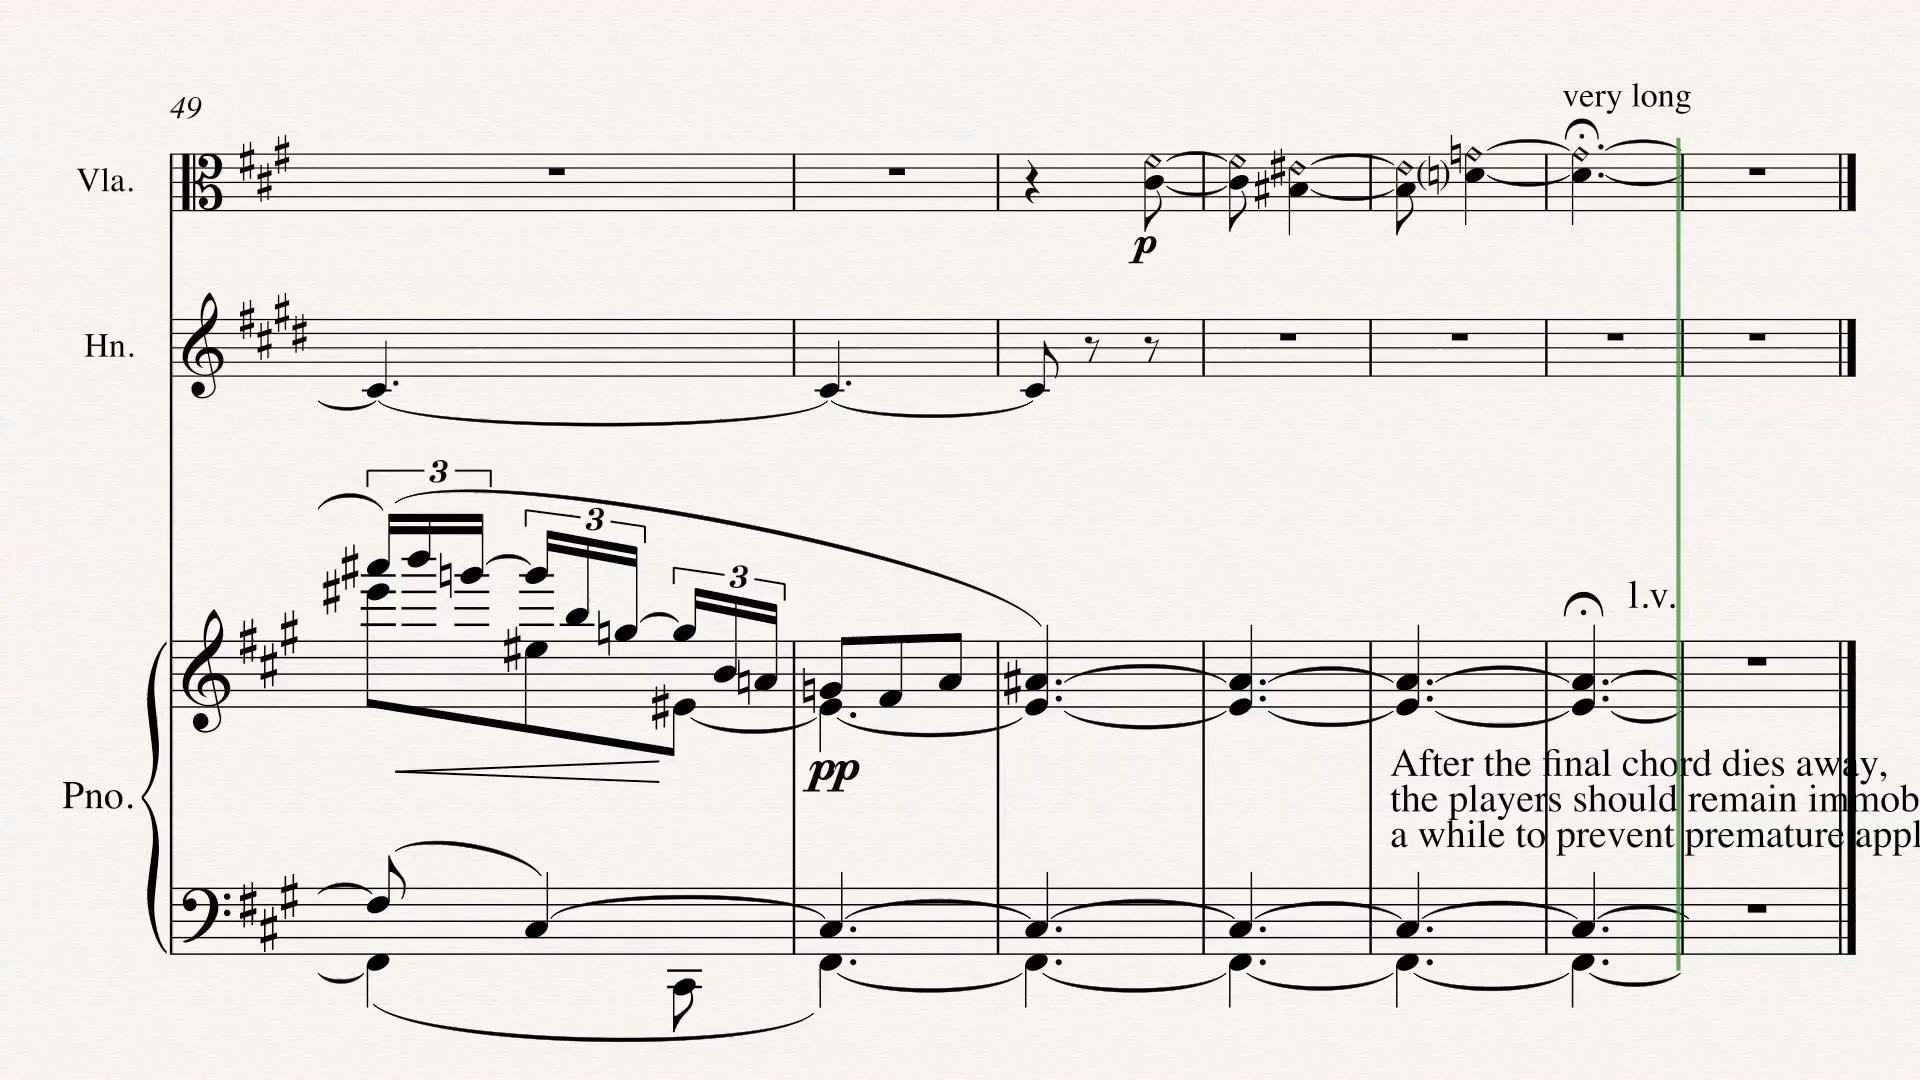 49
very long
Vla.
p
Hn.
3
3
3
l.v.
Pno.
pp
After the final chord dies away,
the players should remain immob
a while to prevent premature appl